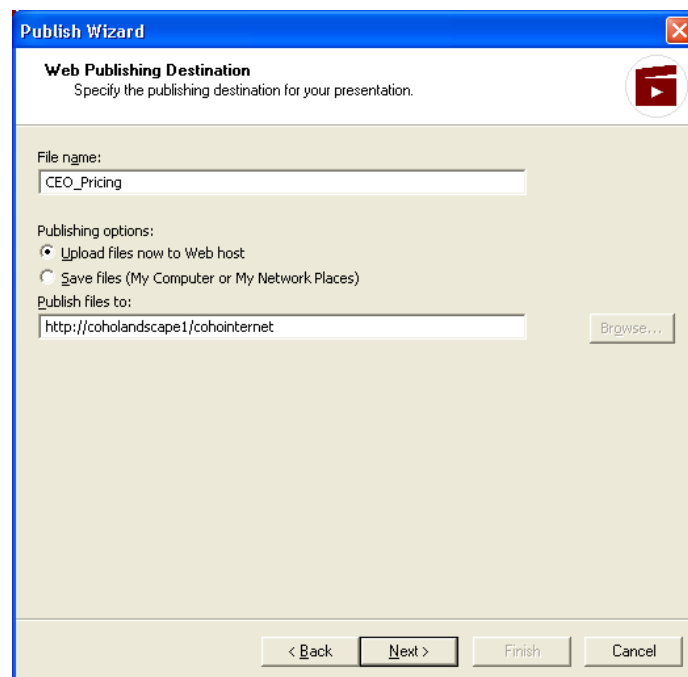 Publish Wizard
Web Publishing Destination
Specify the publishing destination for your presentation.
File name:
CEO_Pricing
Publishing options:
Upload files now to Web host
Save files (My Computer or My Network Places)
Publish files to:
http://coholandscape1/cohointernet
Browse...
< Back Next > Finish Cancel